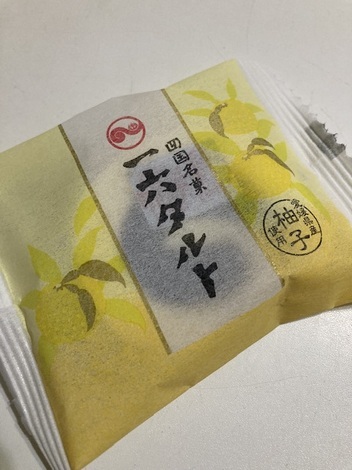 四国名菓
一六タルト
愛媛県産
柚子
使用